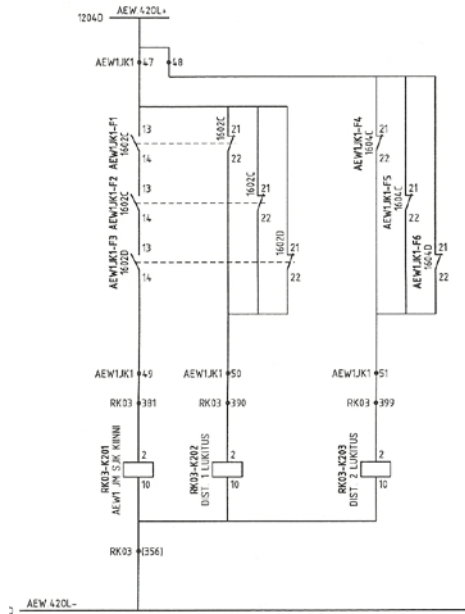 AEW 420L+
1204D
AEW1JK1 47 48
AEW1JK1-F1
1602C
13
14
1602C
21
22
AEW1JK1-F4
1604C
21
22
AEW1JK1-F2
1602C
13
14
1602C
21
22
AEW1JK1-F5
1604C
21
22
AEW1JK1-F3
1602D
13
14
1602D
21
22
AEW1JK1-F6
1604D
21
22
AEW1JK1 49 AEW1JK1 50 AEW1JK1 51
RK03 381 RK03 390 RK03 399
RK03-K201
AEW1 JM SJK KIINNI
2
10
RK03-K202
DIST. 1 LUKITUS
2
10
RK03-K203
DIST. 2 LUKITUS
2
10
RK03 (356)
AEW 420L-